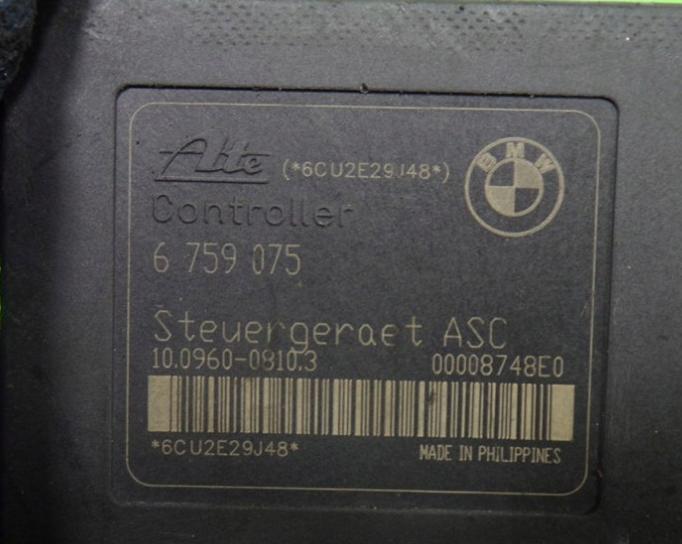 Ate (*6CU2E29J48*)
BMW
Controller
6 759 075
Steuergeraet ASC
10.0960-0810.3 00008748E0
*6CU2E29J48*
MADE IN PHILIPPINES